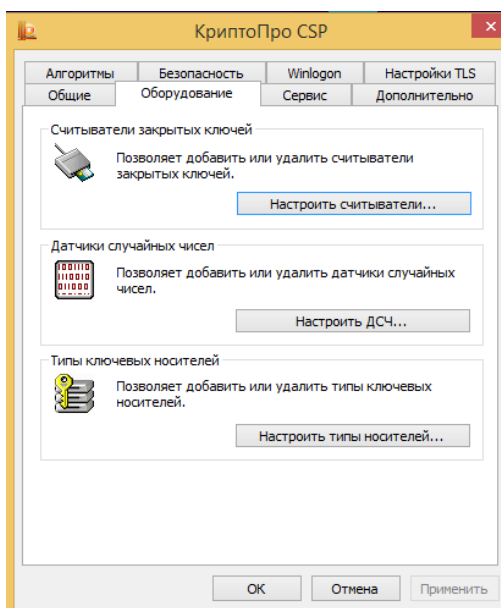 КриптоПро CSP
Алгоритмы Безопасность Winlogon Настройки TLS
Общие Оборудование Сервис Дополнительно
Считыватели закрытых ключей
Позволяет добавить или удалить считыватели
закрытых ключей.
Настроить считыватели...
Датчики случайных чисел
Позволяет добавить или удалить датчики случайных
чисел.
Настроить ДСЧ...
Типы ключевых носителей
Позволяет добавить или удалить типы ключевых
носителей.
Настроить типы носителей...
ОК Отмена Применить